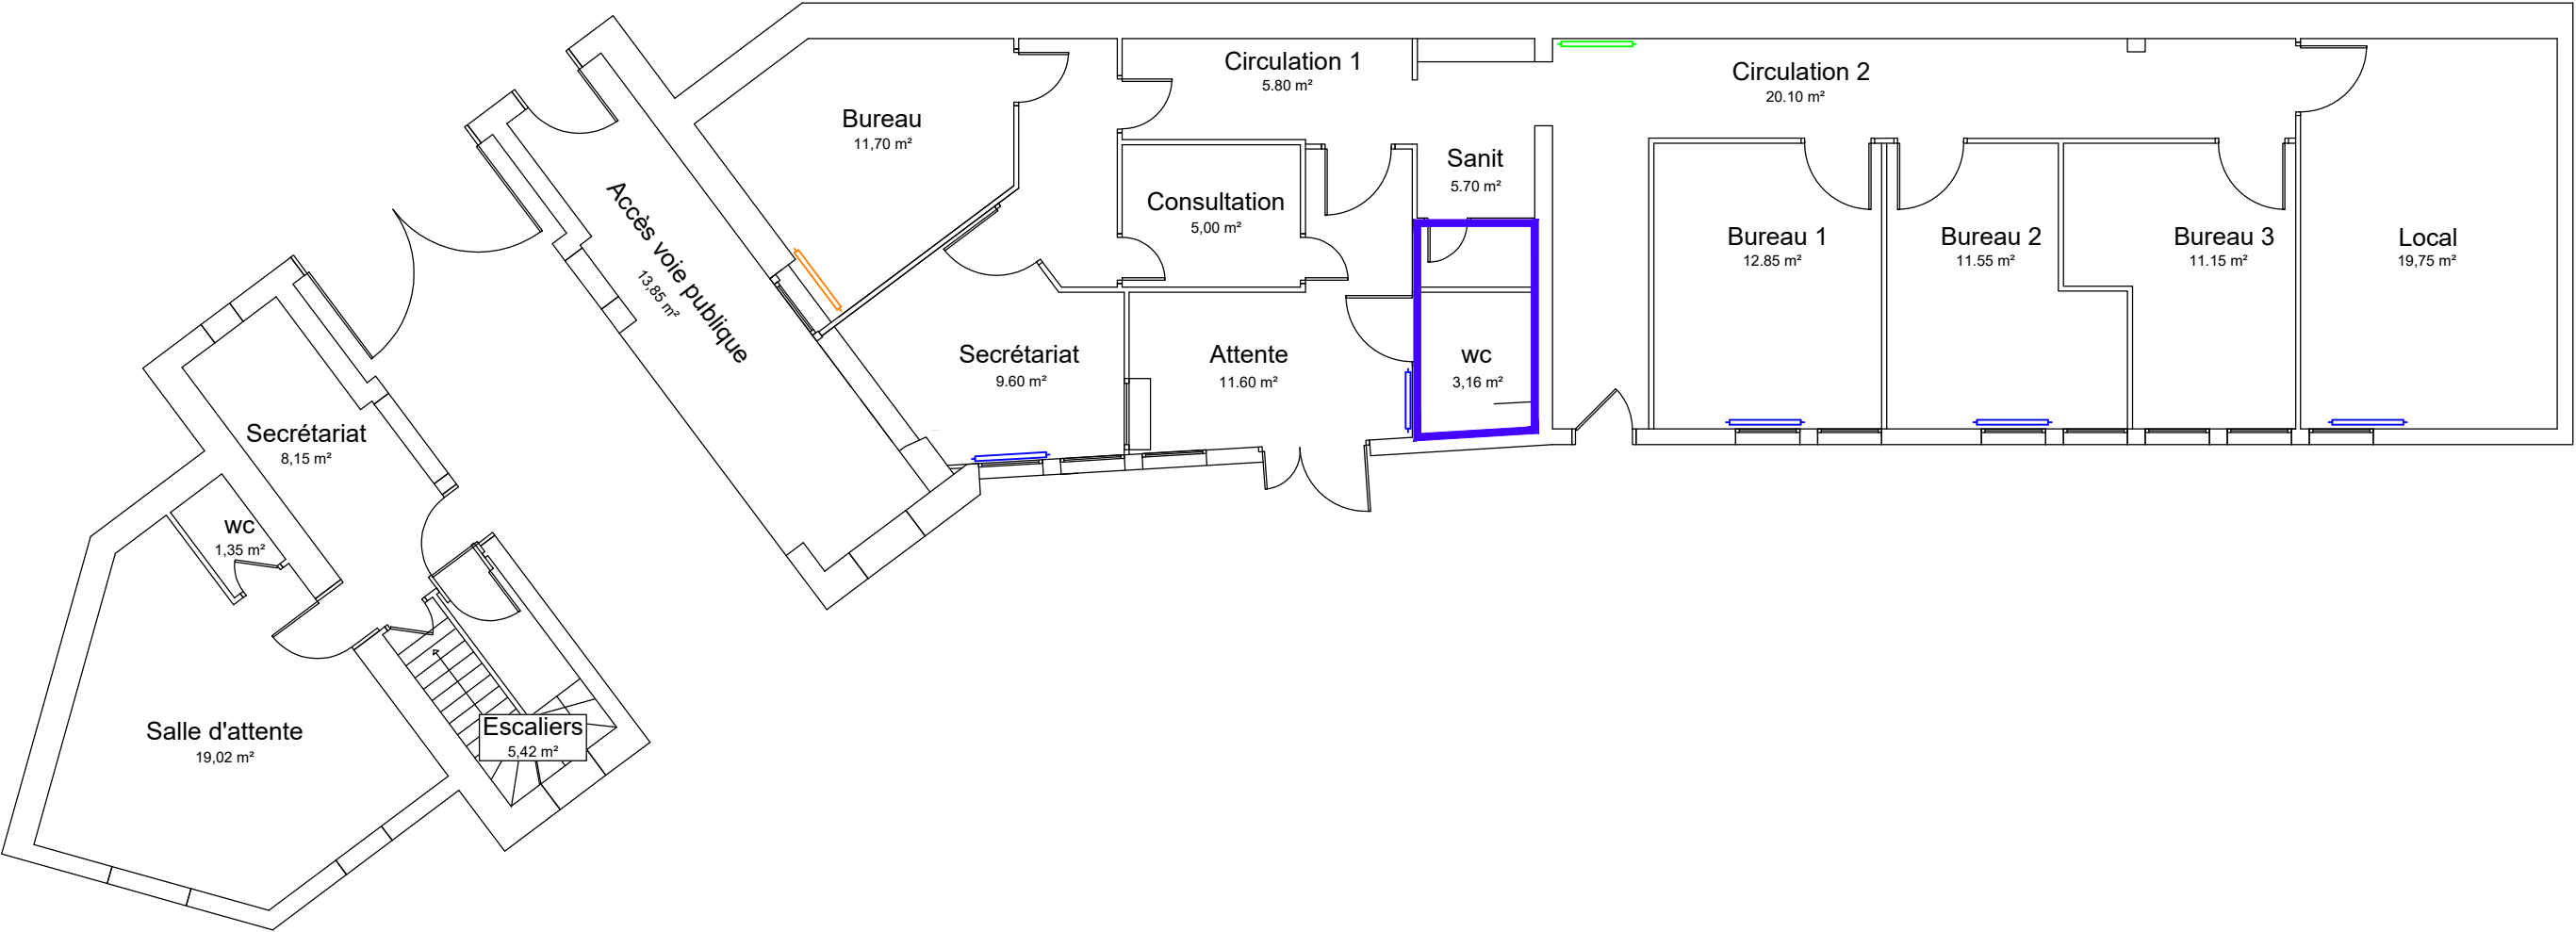 Circulation 1
5.80 m²
Circulation 2
20.10 m²
Bureau
11,70 m²
Sanit
5.70 m²
Consultation
5,00 m²
Accès voie publique
13,85 m²
Bureau 1
12.85 m²
Bureau 2
11.55 m²
Bureau 3
11.15 m²
Local
19,75 m²
Secrétariat
9.60 m²
Attente
11.60 m²
wc
3,16 m²
Secrétariat
8,15 m²
wc
1,35 m²
Salle d'attente
19,02 m²
Escaliers
5,42 m²